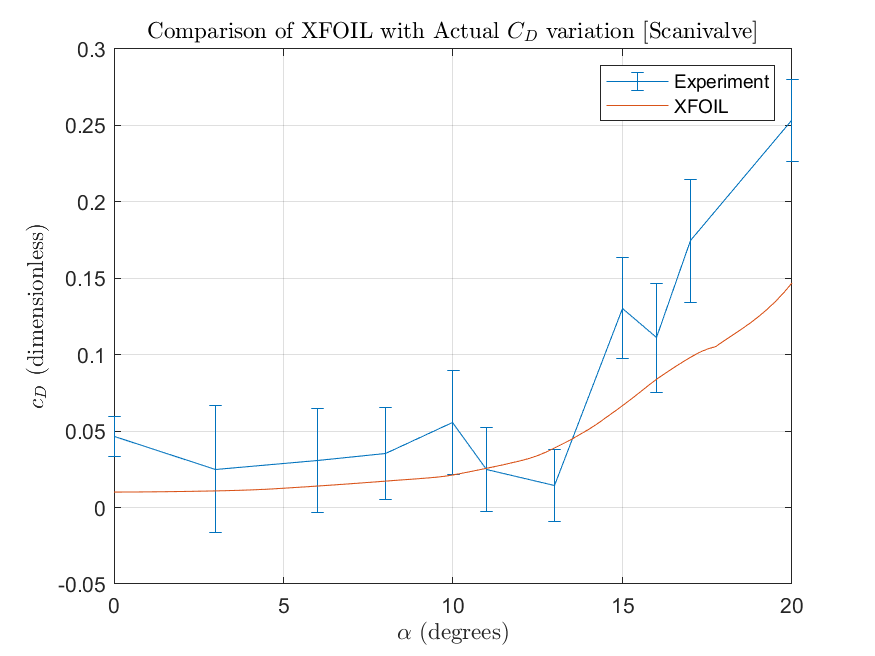 Comparison of XFOIL with Actual C_D variation [Scanivalve]
Experiment
XFOIL
0.3
0.25
0.2
0.15
0.1
0.05
0
-0.05
c_D (dimensionless)
0 5 10 15 20
α (degrees)